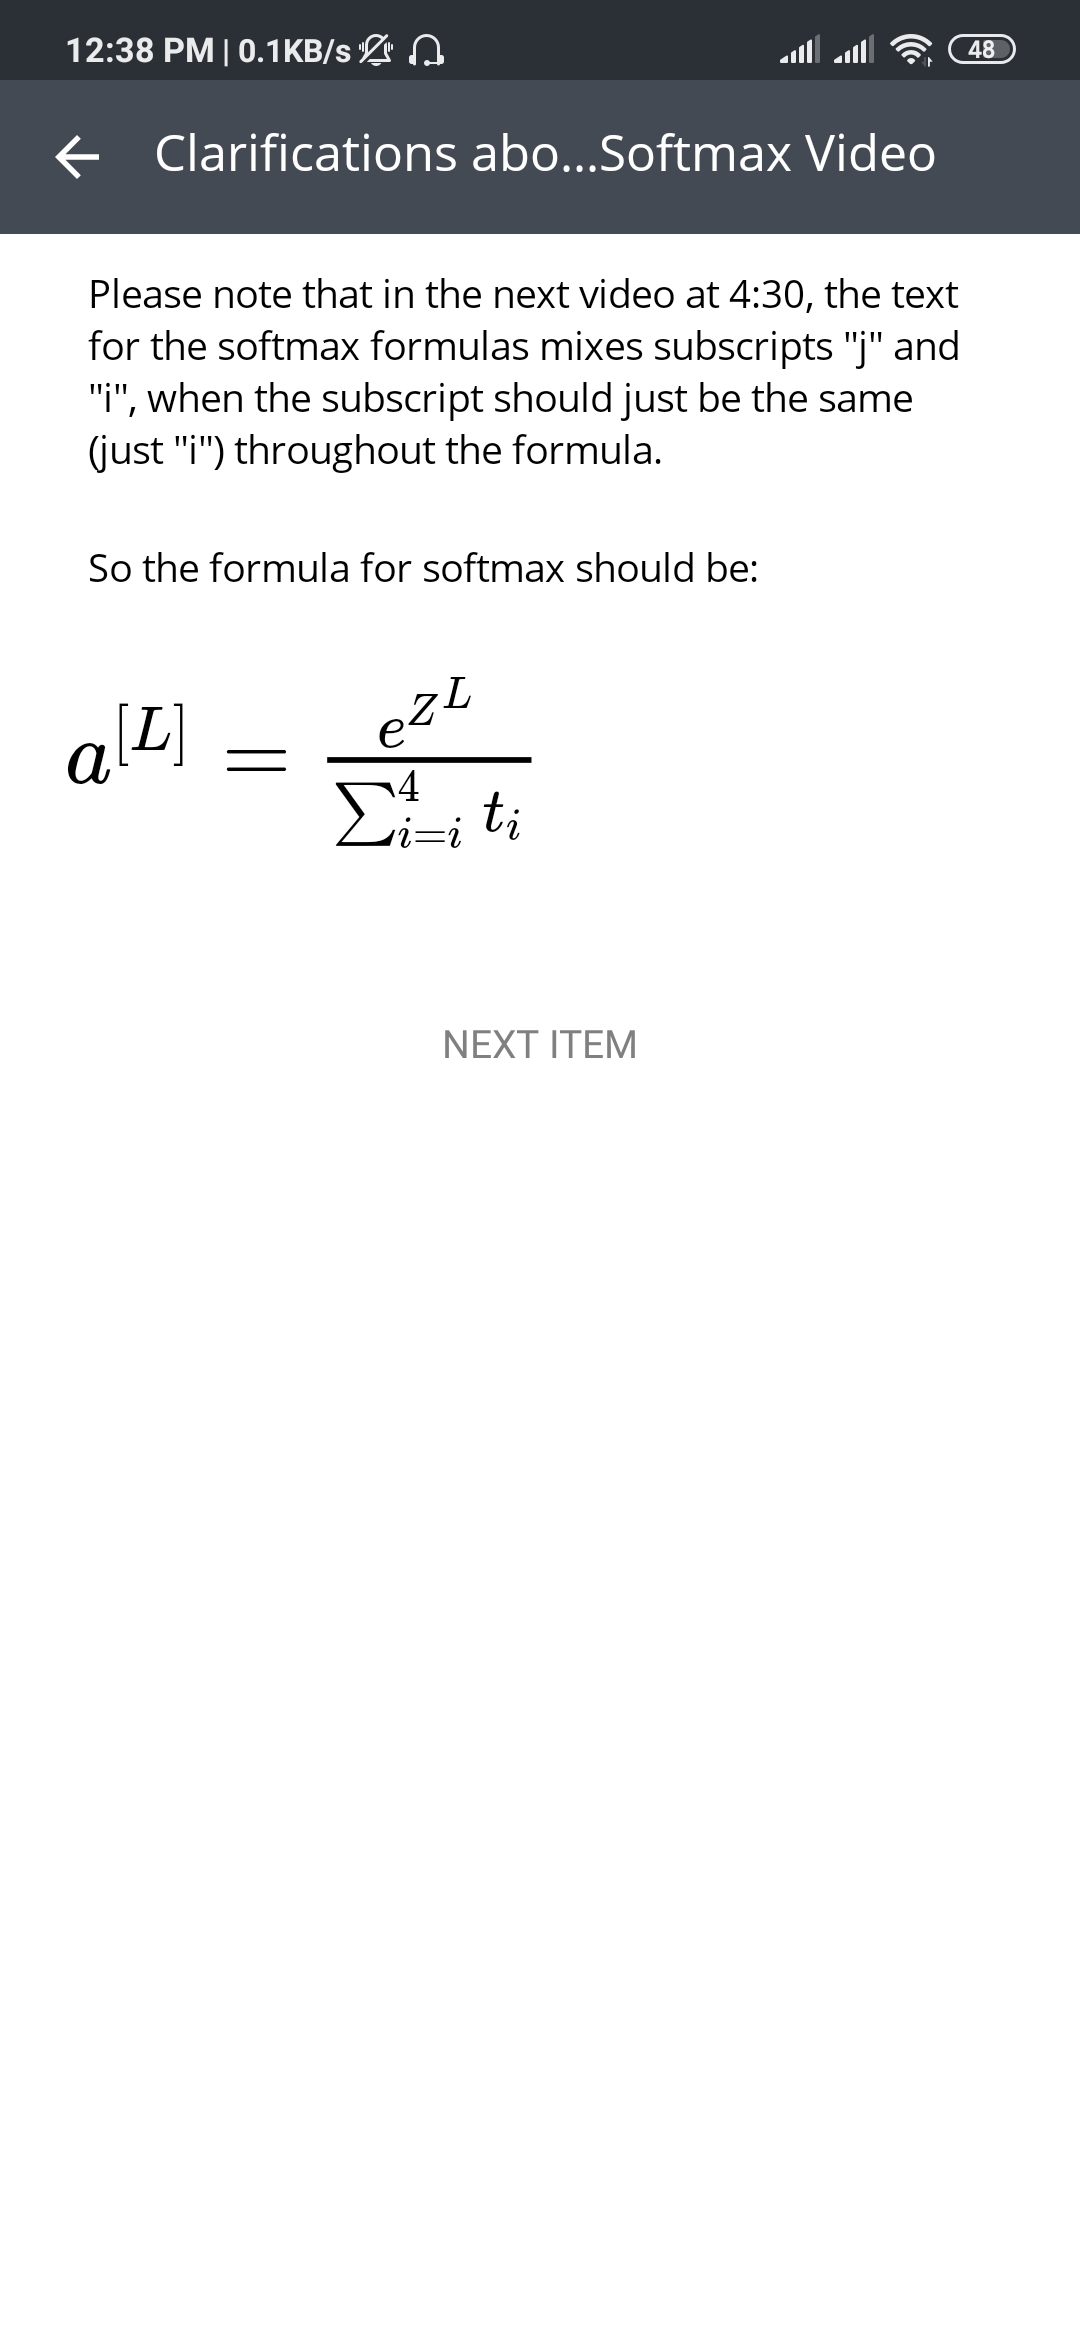 12:38 PM | 0.1KB/s
48
Clarifications abo...Softmax Video
Please note that in the next video at 4:30, the text
for the softmax formulas mixes subscripts "j" and
"i", when the subscript should just be the same
(just "i") throughout the formula.
So the formula for softmax should be:
a^{[L]} = \frac{e^{Z^L}}{\sum_{i=i}^{4} t_i}
NEXT ITEM